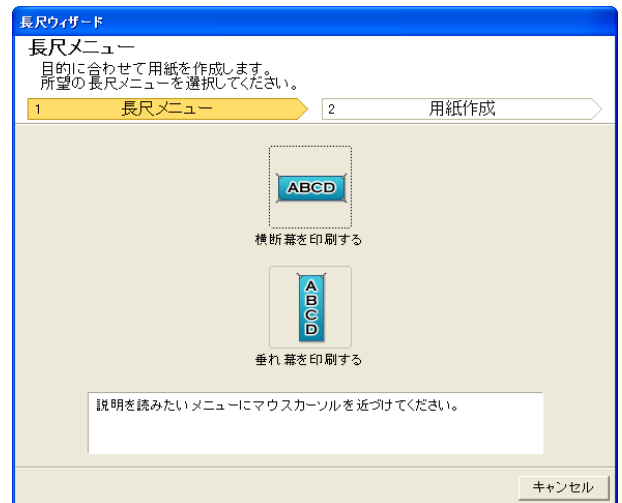 長尺ウィザード
長尺メニュー
目的に合わせて用紙を作成します。
所望の長尺メニューを選択してください。
1 長尺メニュー 2 用紙作成
ABCD
横断幕を印刷する
A
B
C
D
垂れ幕を印刷する
説明を読みたいメニューにマウスカーソルを近づけてください。
キャンセル